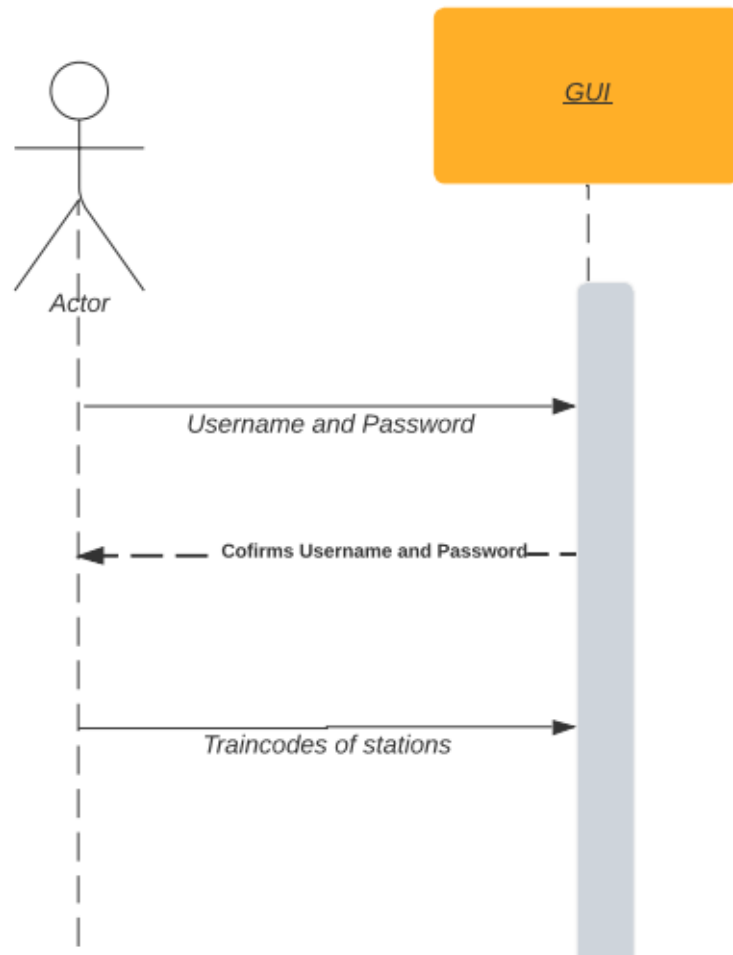 GUI
Actor
Username and Password
Cofirms Username and Password
Traincodes of stations